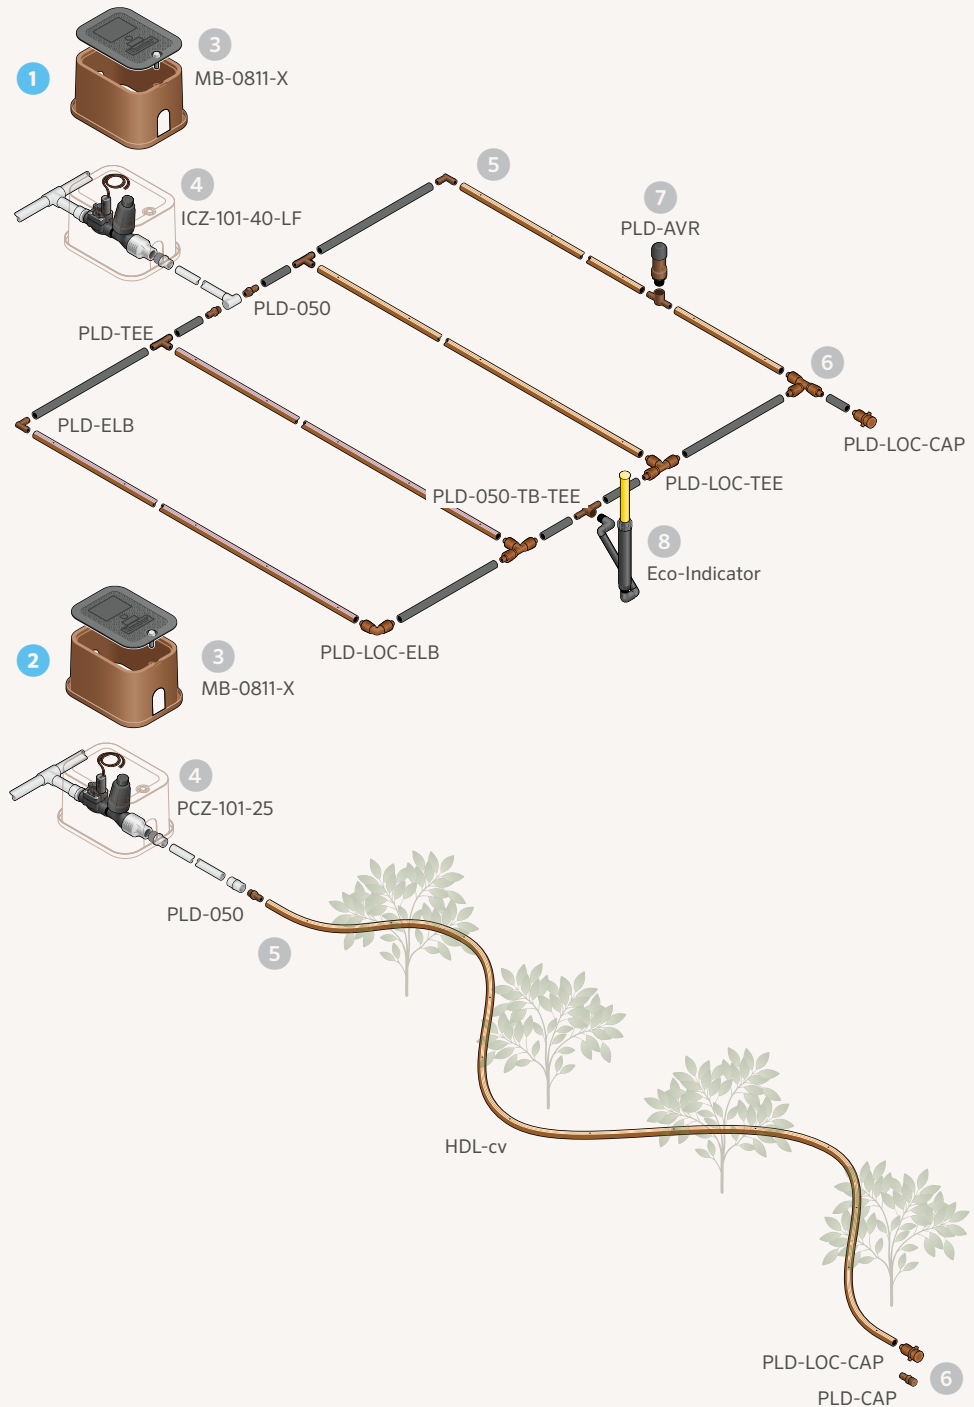 1
3
MB-0811-X
4
ICZ-101-40-LF
5
7
PLD-AVR
PLD-050
PLD-TEE
6
PLD-ELB
PLD-LOC-CAP
PLD-LOC-TEE
PLD-050-TB-TEE
8
Eco-Indicator
PLD-LOC-ELB
2
3
MB-0811-X
4
PCZ-101-25
PLD-050
5
HDL-cv
PLD-LOC-CAP
6
PLD-CAP